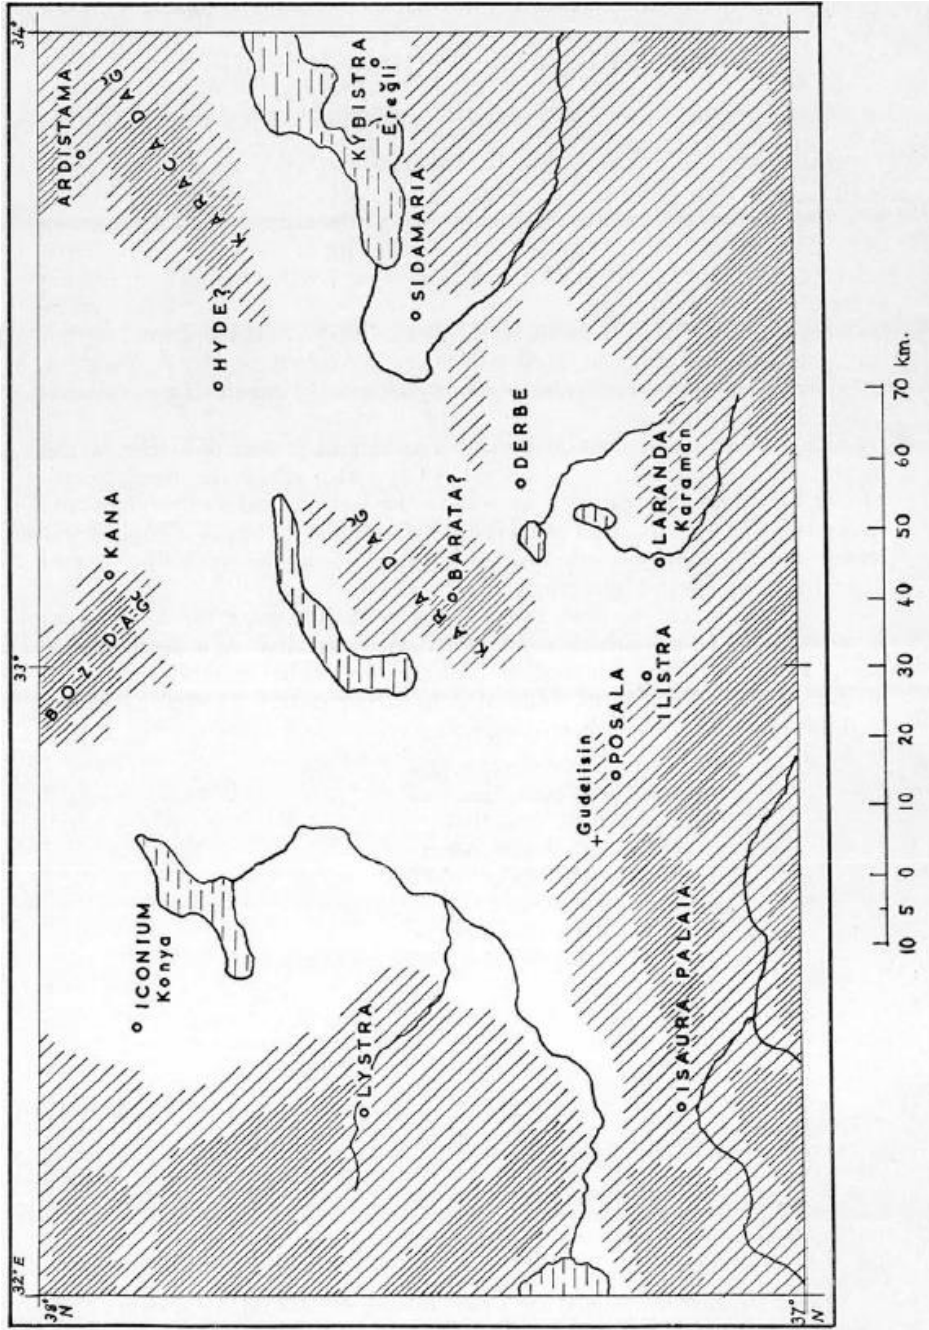 38°
N
32° E
33°
34°
BOZ DAĞ
KANA
ARDISTAMA
KARACADAĞ
HYDE?
ICONIUM
Konya
KYBISTRA
Ereğli
SIDAMARIA
LYSTRA
KARADAĞ
BARATA?
DERBE
Gudelisin
POSALA
ILISTRA
LARANDA
Karaman
ISAURA PALAIA
37°
N
10 5 0 10 20 30 40 50 60 70 km.